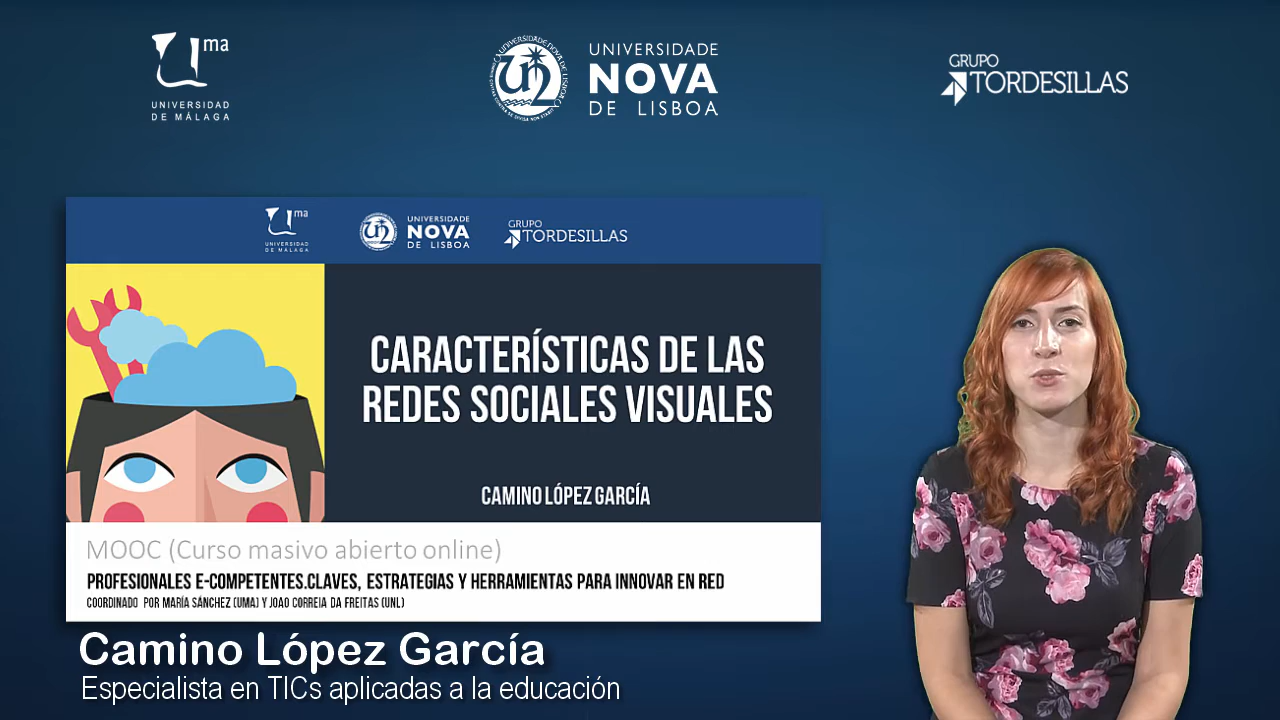 uma
UNIVERSIDAD
DE MÁLAGA
UNIVERSIDADE
NOVA
DE LISBOA
GRUPO
TORDESILLAS
uma
UNIVERSIDAD
DE MÁLAGA
UNIVERSIDADE
NOVA
DE LISBOA
GRUPO
TORDESILLAS
CARACTERÍSTICAS DE LAS
REDES SOCIALES VISUALES
CAMINO LÓPEZ GARCÍA
MOOC (Curso masivo abierto online)
PROFESIONALES E-COMPETENTES.CLAVES, ESTRATEGIAS Y HERRAMIENTAS PARA INNOVAR EN RED
COORDINADO POR MARÍA SÁNCHEZ (UMA) Y JOAO CORREIA DA FREITAS (UNL)
Camino López García
Especialista en TICs aplicadas a la educación